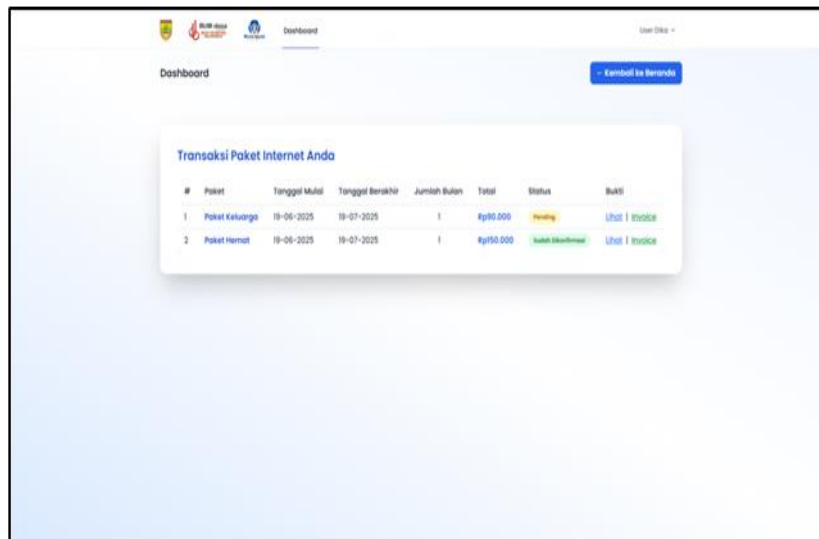 Dashboard
User Dika
Dashboard
← Kembali ke Beranda
Transaksi Paket Internet Anda
# Paket Tanggal Mulai Tanggal Berakhir Jumlah Bulan Total Status Bukti
1 Paket Keluarga 19-06-2025 19-07-2025 1 Rp90.000 Pending Lihat | Invoice
2 Paket Hemat 19-06-2025 19-07-2025 1 Rp150.000 Sudah Dikonfirmasi Lihat | Invoice